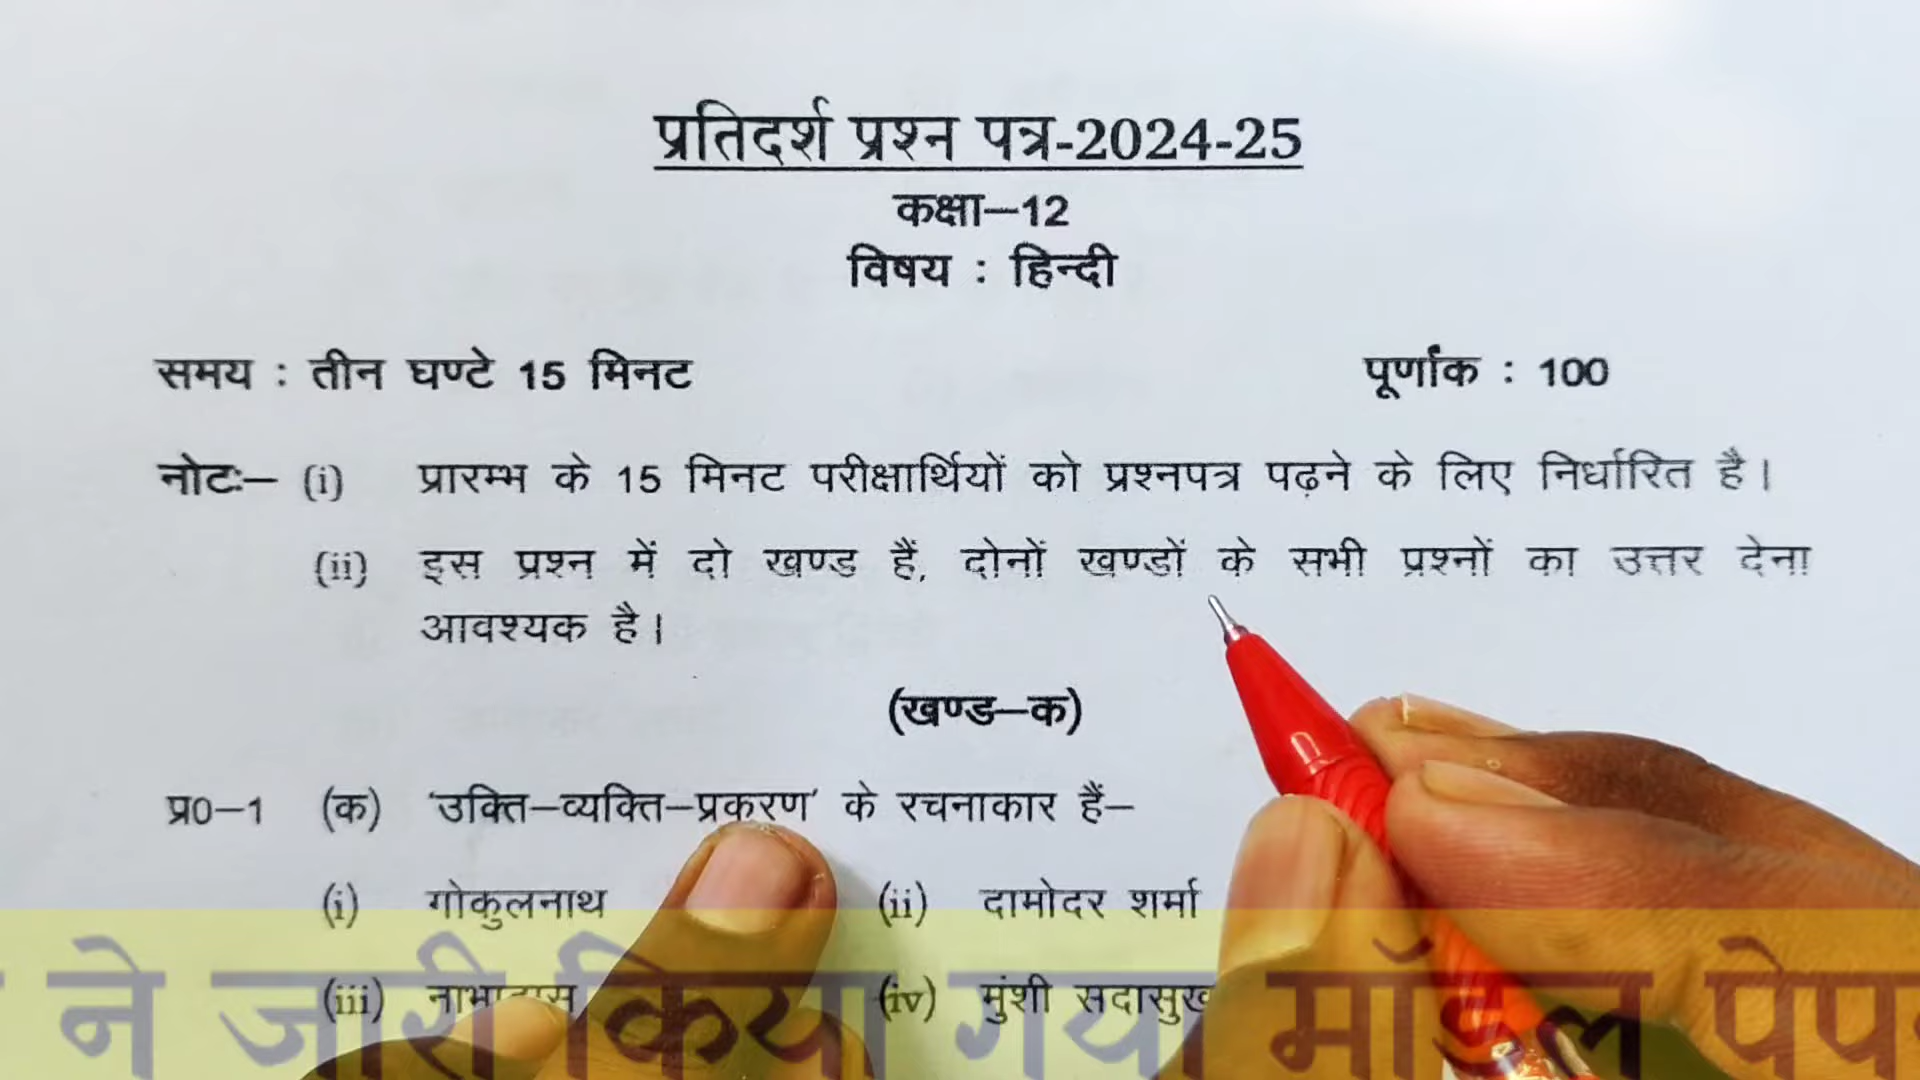 प्रतिदर्श प्रश्न पत्र-2024-25
कक्षा–12
विषय : हिन्दी
समय : तीन घण्टे 15 मिनट पूर्णांक : 100
नोटः– (i) प्रारम्भ के 15 मिनट परीक्षार्थियों को प्रश्नपत्र पढ़ने के लिए निर्धारित है।
(ii) इस प्रश्न में दो खण्ड हैं, दोनों खण्डों के सभी प्रश्नों का उत्तर देना
आवश्यक है।
(खण्ड–क)
प्र0–1 (क) 'उक्ति–व्यक्ति–प्रकरण' के रचनाकार हैं–
(i) गोकुलनाथ (ii) दामोदर शर्मा
(iii) नाभादास (iv) मुंशी सदासुख
ने जारी किया गया मॉडल